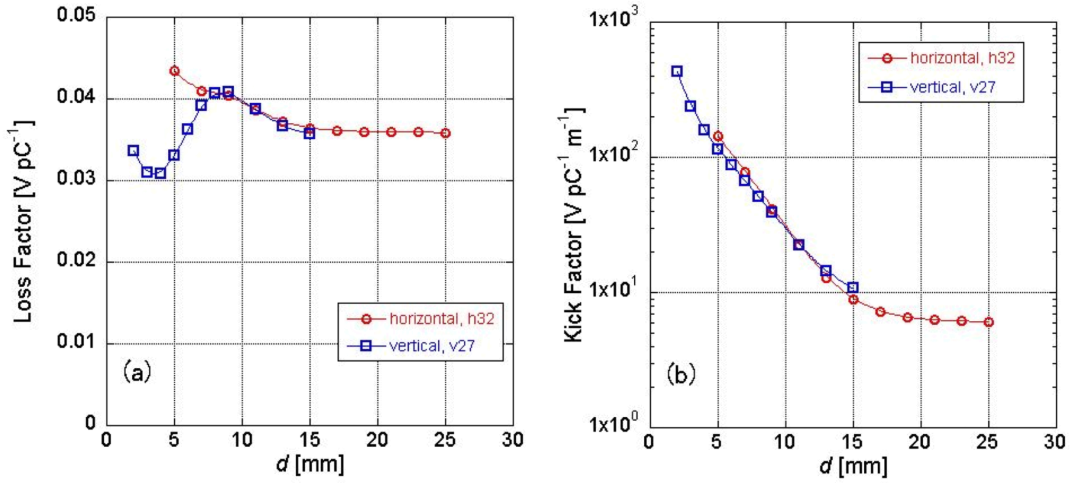 0.05
0.04
0.03
0.02
0.01
0
Loss Factor [V pC⁻¹]
horizontal, h32
vertical, v27
(a)
0 5 10 15 20 25 30
d [mm]
1x10³
1x10²
1x10¹
1x10⁰
Kick Factor [V pC⁻¹ m⁻¹]
horizontal, h32
vertical, v27
(b)
0 5 10 15 20 25 30
d [mm]